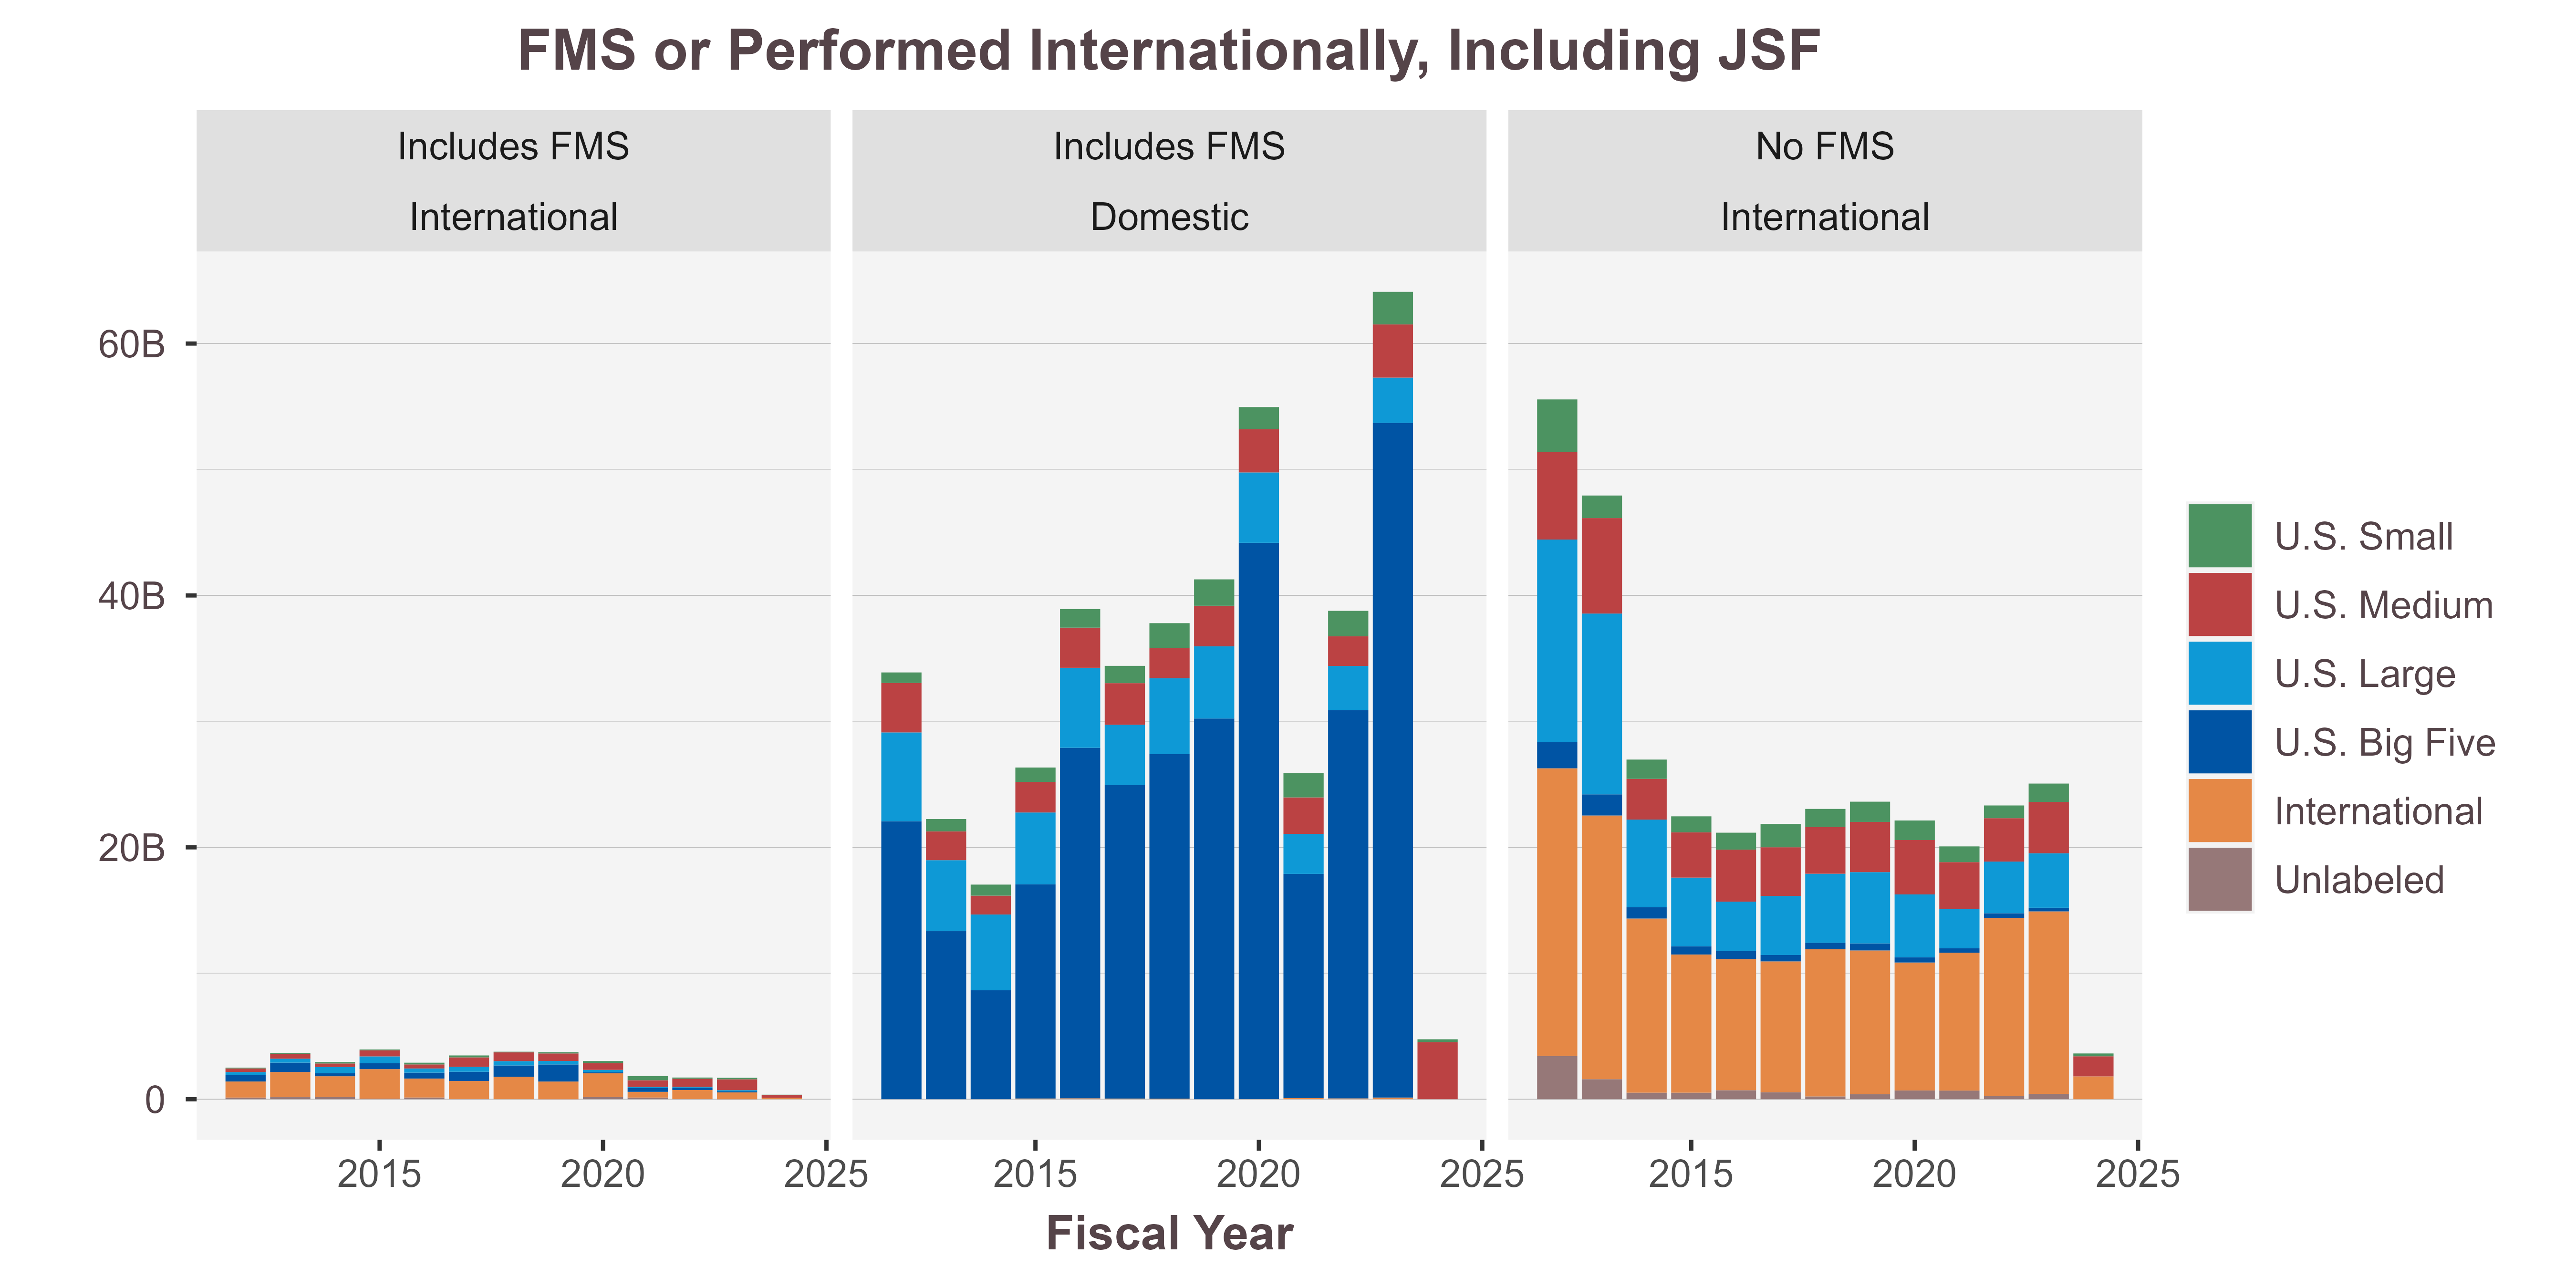 FMS or Performed Internationally, Including JSF
Includes FMS
International
Includes FMS
Domestic
No FMS
International
60B
40B
20B
0
2015 2020 2025
2015 2020 2025
2015 2020 2025
Fiscal Year
U.S. Small
U.S. Medium
U.S. Large
U.S. Big Five
International
Unlabeled